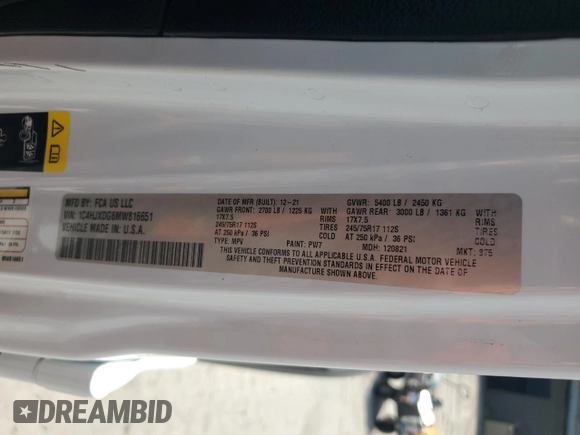 MFD BY: FCA US LLC
1C4HJXDG6MW816651
VEHICLE MADE IN: U.S.A.
DATE OF MFR (BUILT): 12-21
GVWR: 5400 LB / 2450 KG
GAWR FRONT: 2700 LB / 1225 KG WITH
GAWR REAR: 3000 LB / 1361 KG WITH
17X7.5 RIMS 17X7.5 RIMS
245/75R17 112S TIRES 245/75R17 112S TIRES
AT 250 kPa / 36 PSI COLD AT 250 kPa / 36 PSI COLD
TYPE: MPV PAINT: PW7 MDH: 120821 MKT: 975
THIS VEHICLE CONFORMS TO ALL APPLICABLE U.S.A. FEDERAL MOTOR VEHICLE
SAFETY AND THEFT PREVENTION STANDARDS IN EFFECT ON THE DATE OF
MANUFACTURE SHOWN ABOVE.
DREAMBID